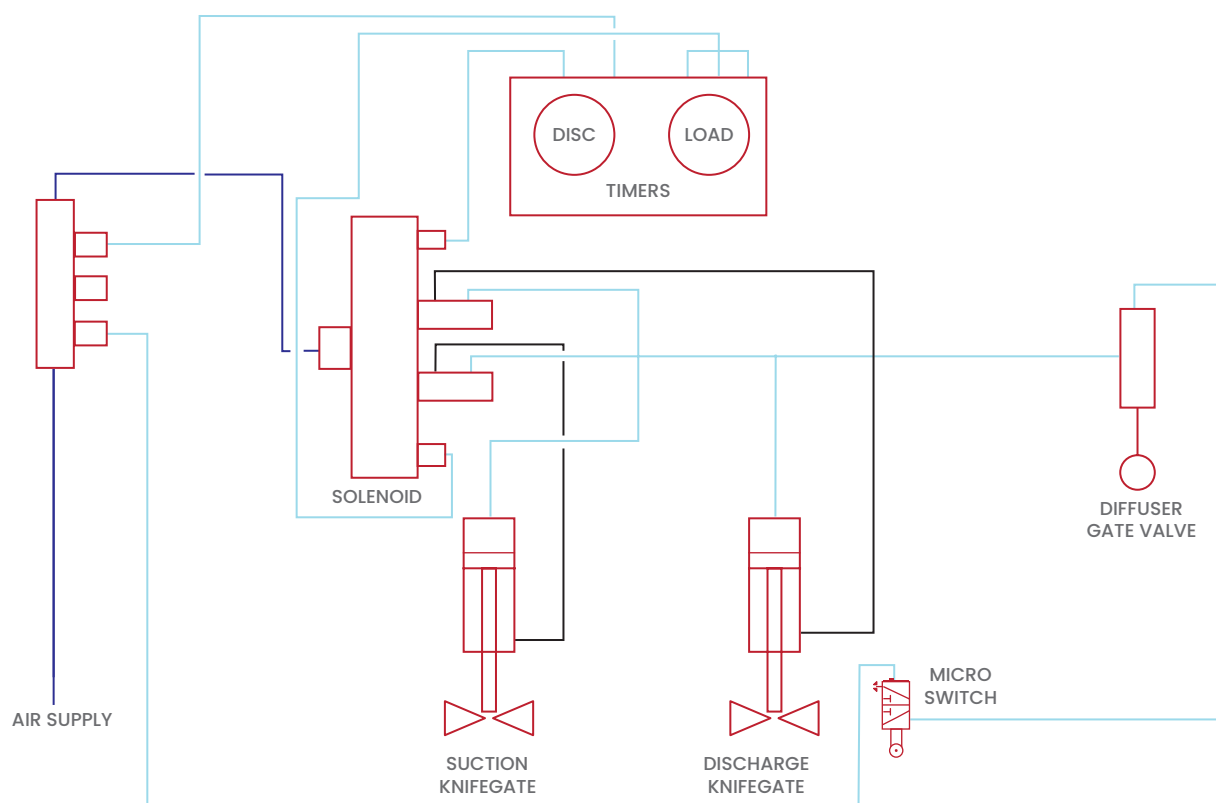 DISC
LOAD
TIMERS
SOLENOID
DIFFUSER
GATE VALVE
MICRO
SWITCH
AIR SUPPLY
SUCTION
KNIFEGATE
DISCHARGE
KNIFEGATE